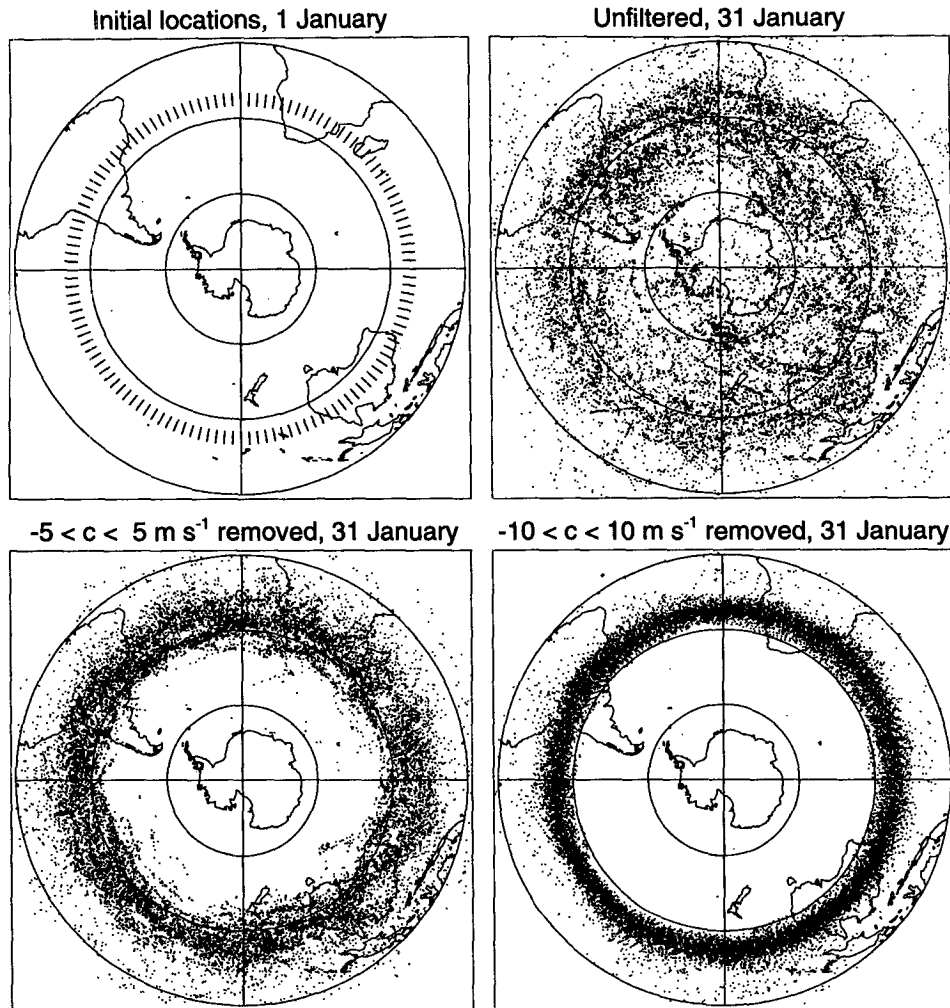 Initial locations, 1 January
Unfiltered, 31 January
-5 < c < 5 m s⁻¹ removed, 31 January
-10 < c < 10 m s⁻¹ removed, 31 January